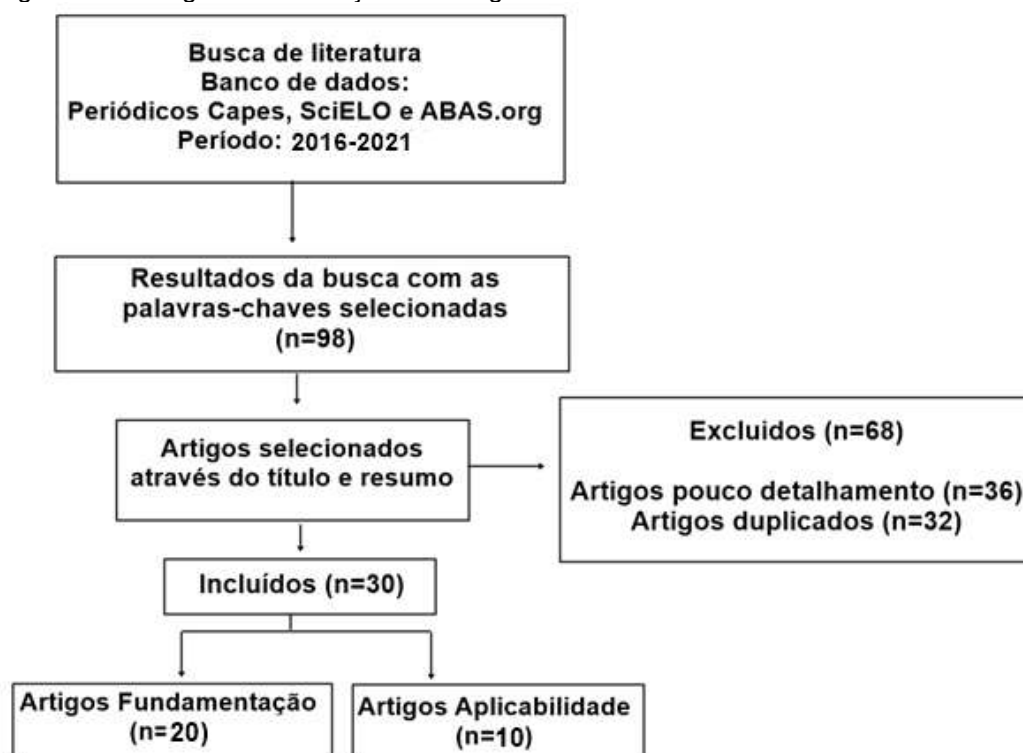 Busca de literatura
Banco de dados:
Periódicos Capes, SciELO e ABAS.org
Período: 2016-2021
Resultados da busca com as
palavras-chaves selecionadas
(n=98)
Artigos selecionados
através do título e resumo
Excluidos (n=68)
Artigos pouco detalhamento (n=36)
Artigos duplicados (n=32)
Incluídos (n=30)
Artigos Fundamentação
(n=20)
Artigos Aplicabilidade
(n=10)